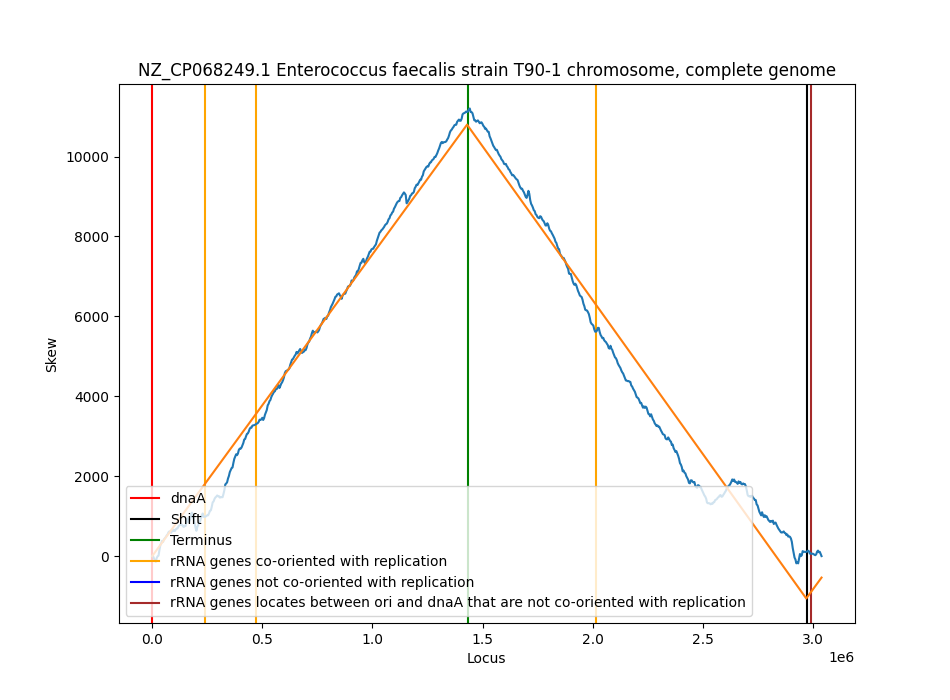 NZ_CP068249.1 Enterococcus faecalis strain T90-1 chromosome, complete genome
Skew
10000
8000
6000
4000
2000
0
dnaA
Shift
Terminus
rRNA genes co-oriented with replication
rRNA genes not co-oriented with replication
rRNA genes locates between ori and dnaA that are not co-oriented with replication
0.0 0.5 1.0 1.5 2.0 2.5 3.0
Locus
1e6